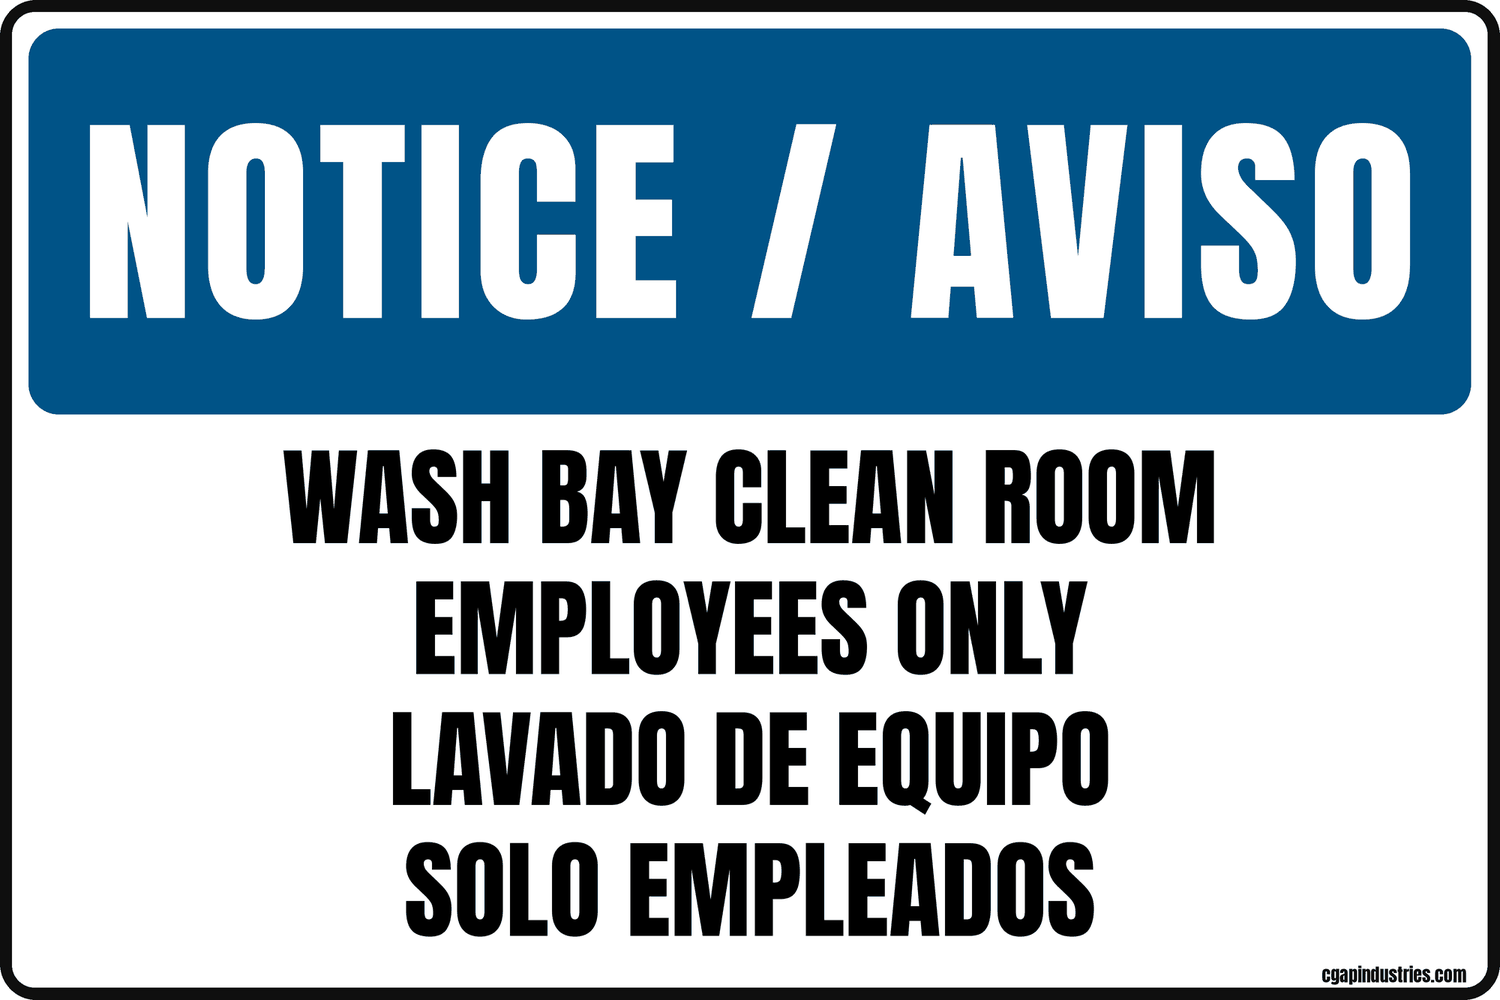 NOTICE / AVISO
WASH BAY CLEAN ROOM
EMPLOYEES ONLY
LAVADO DE EQUIPO
SOLO EMPLEADOS
cgapindustries.com